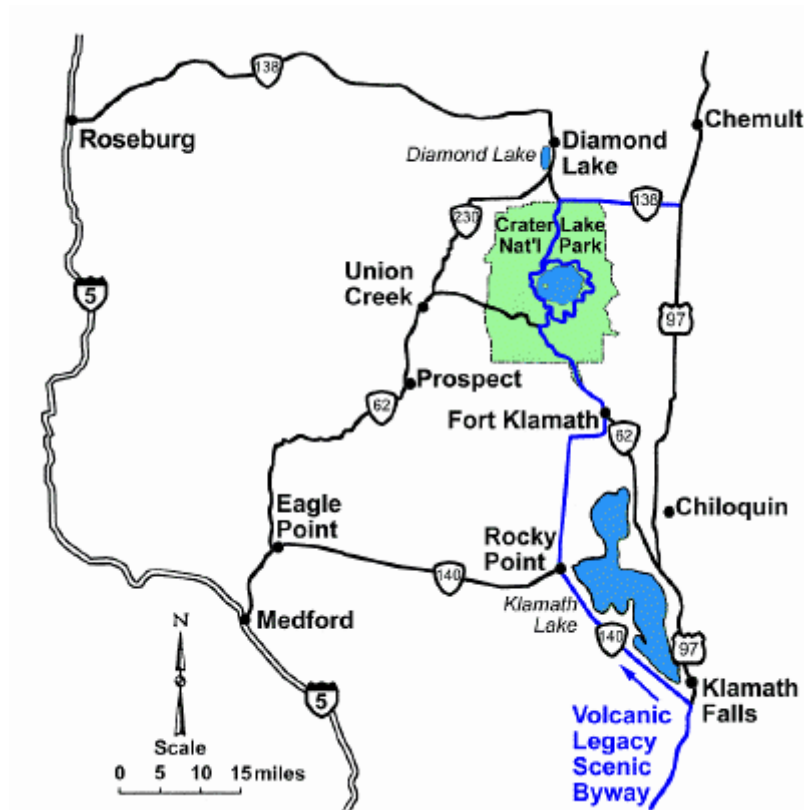 138
Roseburg
Chemult
Diamond
Lake
Diamond Lake
138
230
Crater Lake
Nat'l Park
Union
Creek
5
97
Prospect
62
Fort Klamath
62
Eagle
Point
Chiloquin
Rocky
Point
140
Klamath
Lake
Medford
140
97
N
Klamath
Falls
5
Volcanic
Legacy
Scenic
Byway
Scale
0 5 10 15 miles